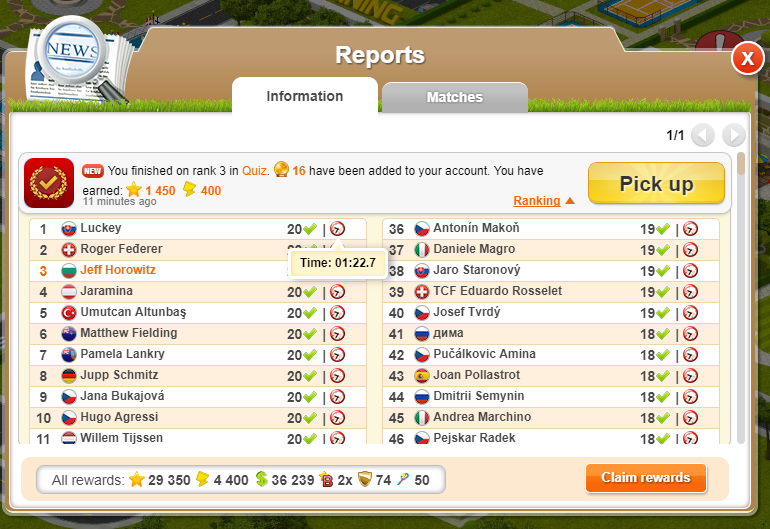 NEWS
Reports
X
Information
Matches
1/1
NEW You finished on rank 3 in Quiz. 16 have been added to your account. You have
earned: 1 450 400
11 minutes ago
Ranking
Pick up
1 Luckey 20 |
2 Roger Feđerer
3 Jeff Horowitz
4 Jaramina 20 |
5 Umutcan Altunbaş 20 |
6 Matthew Fielding 20 |
7 Pamela Lankry 20 |
8 Jupp Schmitz 20 |
9 Jana Bukajová 20 |
10 Hugo Agressi 20 |
11 Willem Tijssen 20 |
Time: 01:22.7
36 Antonín Makoň 19 |
37 Daniele Magro 19 |
38 Jaro Staronový 19 |
39 TCF Eduardo Rosselet 19 |
40 Josef Tvrdý 19 |
41 дима 18 |
42 Pučálkovic Amina 18 |
43 Joan Pollastrot 18 |
44 Dmitrii Semynin 18 |
45 Andrea Marchino 18 |
46 Pejskar Radek 18 |
All rewards: 29 350 4 400 36 239 2x 74 50
Claim rewards